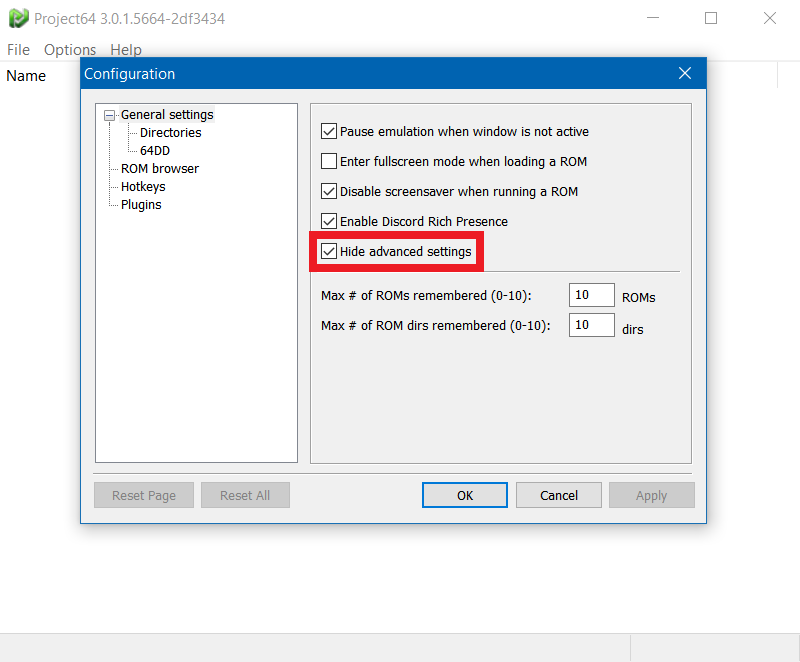 Project64 3.0.1.5664-2df3434
File Options Help
Name
Configuration
General settings
Directories
64DD
ROM browser
Hotkeys
Plugins
Pause emulation when window is not active
Enter fullscreen mode when loading a ROM
Disable screensaver when running a ROM
Enable Discord Rich Presence
Hide advanced settings
Max # of ROMs remembered (0-10): 10 ROMs
Max # of ROM dirs remembered (0-10): 10 dirs
Reset Page Reset All OK Cancel Apply